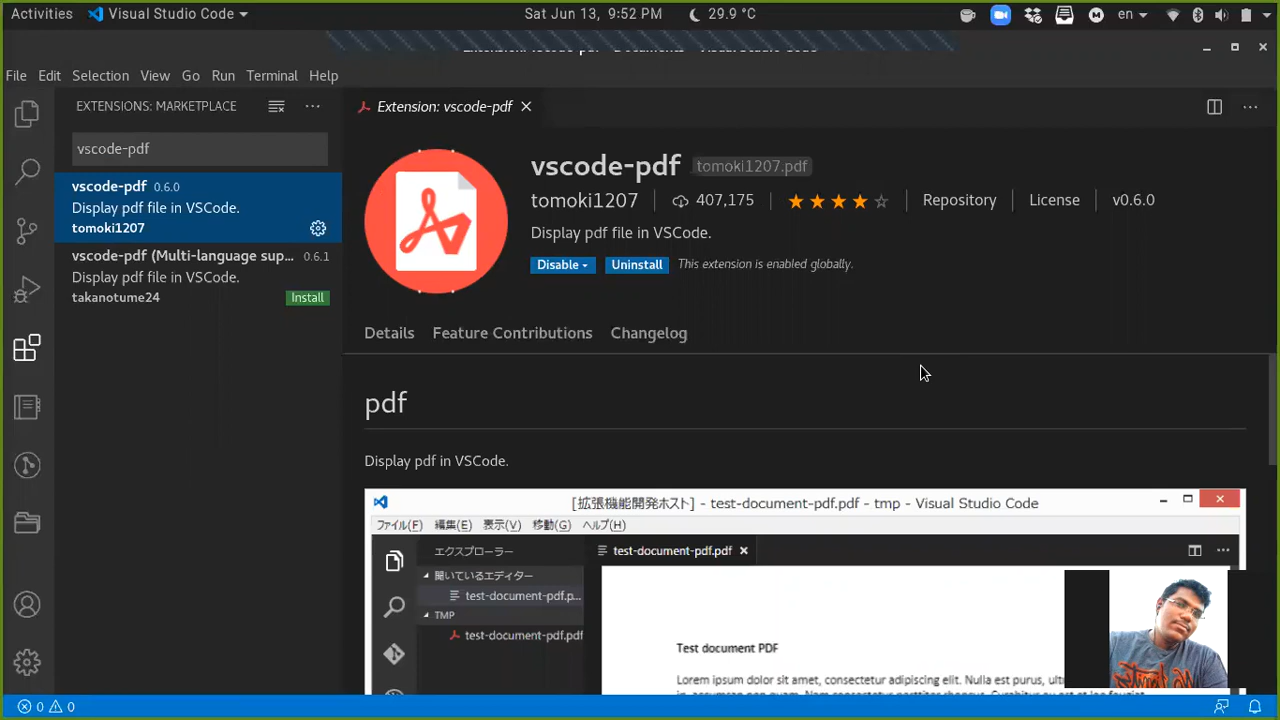 Activities
Visual Studio Code
Sat Jun 13, 9:52 PM
29.9 °C
en
File Edit Selection View Go Run Terminal Help
EXTENSIONS: MARKETPLACE
vscode-pdf
vscode-pdf 0.6.0
Display pdf file in VSCode.
tomoki1207
vscode-pdf (Multi-language sup... 0.6.1
Display pdf file in VSCode.
takanotume24
Install
Extension: vscode-pdf
vscode-pdf tomoki1207.pdf
tomoki1207 407,175 Repository License v0.6.0
Display pdf file in VSCode.
Disable Uninstall This extension is enabled globally.
Details Feature Contributions Changelog
pdf
Display pdf in VSCode.
[拡張機能開発ホスト] - test-document-pdf.pdf - tmp - Visual Studio Code
ファイル(F) 編集(E) 表示(V) 移動(G) ヘルプ(H)
エクスプローラー
開いているエディター
test-document-pdf.p...
TMP
test-document-pdf.pdf
test-document-pdf.pdf
Test document PDF
Lorem ipsum dolor sit amet, consectetur adipiscing elit. Nulla est purus, ult
0 0